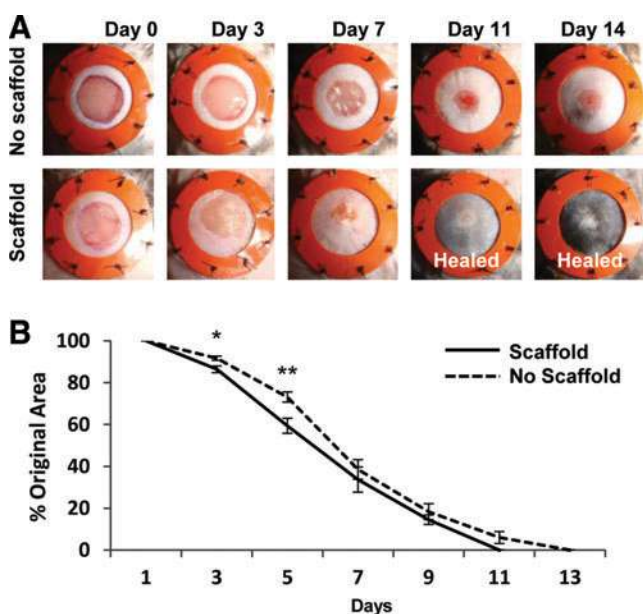 A
Day 0 Day 3 Day 7 Day 11 Day 14
No scaffold
Scaffold
Healed Healed
B
* **
Scaffold
No Scaffold
% Original Area
100
80
60
40
20
0
1 3 5 7 9 11 13
Days